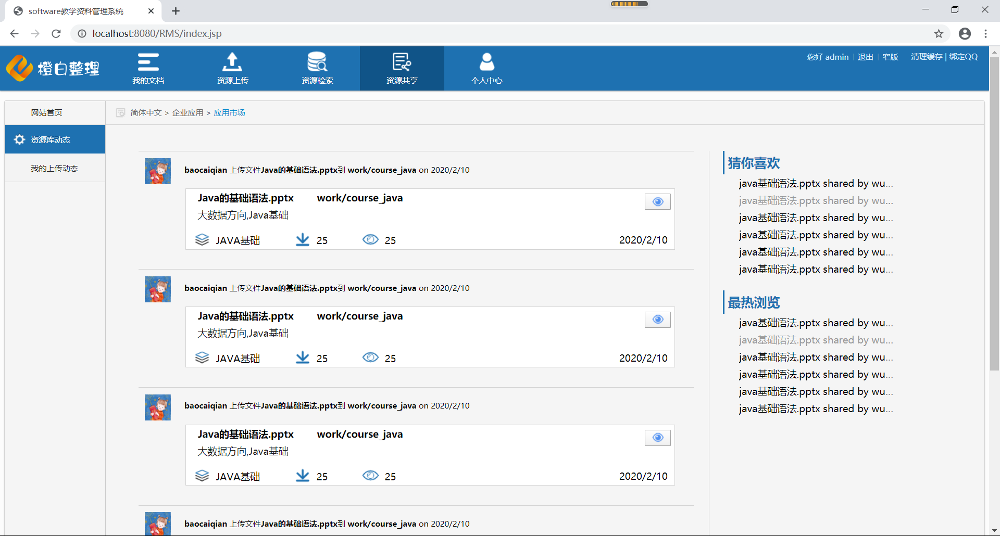 software教学资料管理系统
localhost:8080/RMS/index.jsp
橙白整理
我的文档
资源上传
资源检索
资源共享
个人中心
您好 admin | 退出 | 窄版 清理缓存 | 绑定QQ
网站首页
资源库动态
我的上传动态
简体中文 > 企业应用 > 应用市场
baocaiqian 上传文件Java的基础语法.pptx到 work/course_java on 2020/2/10
Java的基础语法.pptx work/course_java
大数据方向,Java基础
JAVA基础 25 25 2020/2/10
baocaiqian 上传文件Java的基础语法.pptx到 work/course_java on 2020/2/10
Java的基础语法.pptx work/course_java
大数据方向,Java基础
JAVA基础 25 25 2020/2/10
baocaiqian 上传文件Java的基础语法.pptx到 work/course_java on 2020/2/10
Java的基础语法.pptx work/course_java
大数据方向,Java基础
JAVA基础 25 25 2020/2/10
baocaiqian 上传文件Java的基础语法.pptx到 work/course_java on 2020/2/10
猜你喜欢
java基础语法.pptx shared by wu...
java基础语法.pptx shared by wu...
java基础语法.pptx shared by wu...
java基础语法.pptx shared by wu...
java基础语法.pptx shared by wu...
java基础语法.pptx shared by wu...
最热浏览
java基础语法.pptx shared by wu...
java基础语法.pptx shared by wu...
java基础语法.pptx shared by wu...
java基础语法.pptx shared by wu...
java基础语法.pptx shared by wu...
java基础语法.pptx shared by wu...